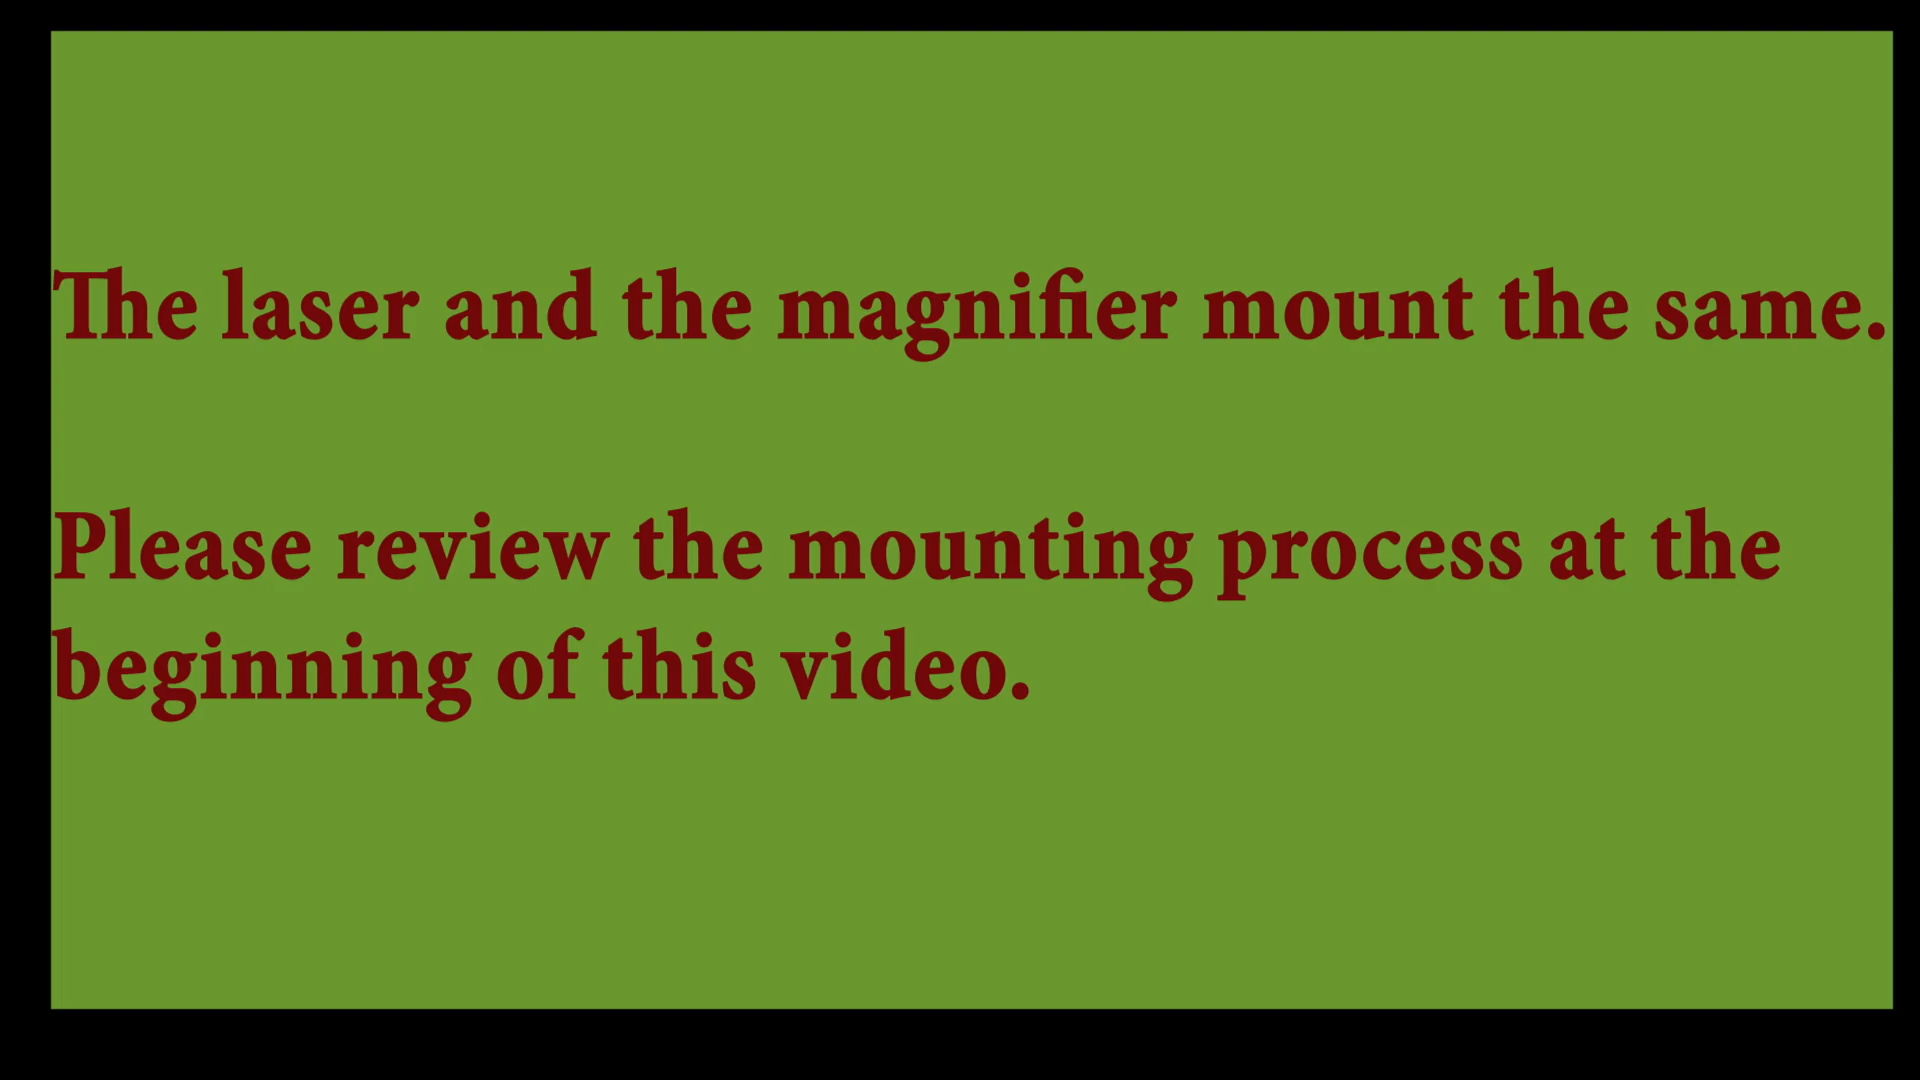 The laser and the magnifier mount the same.
Please review the mounting process at the
beginning of this video.